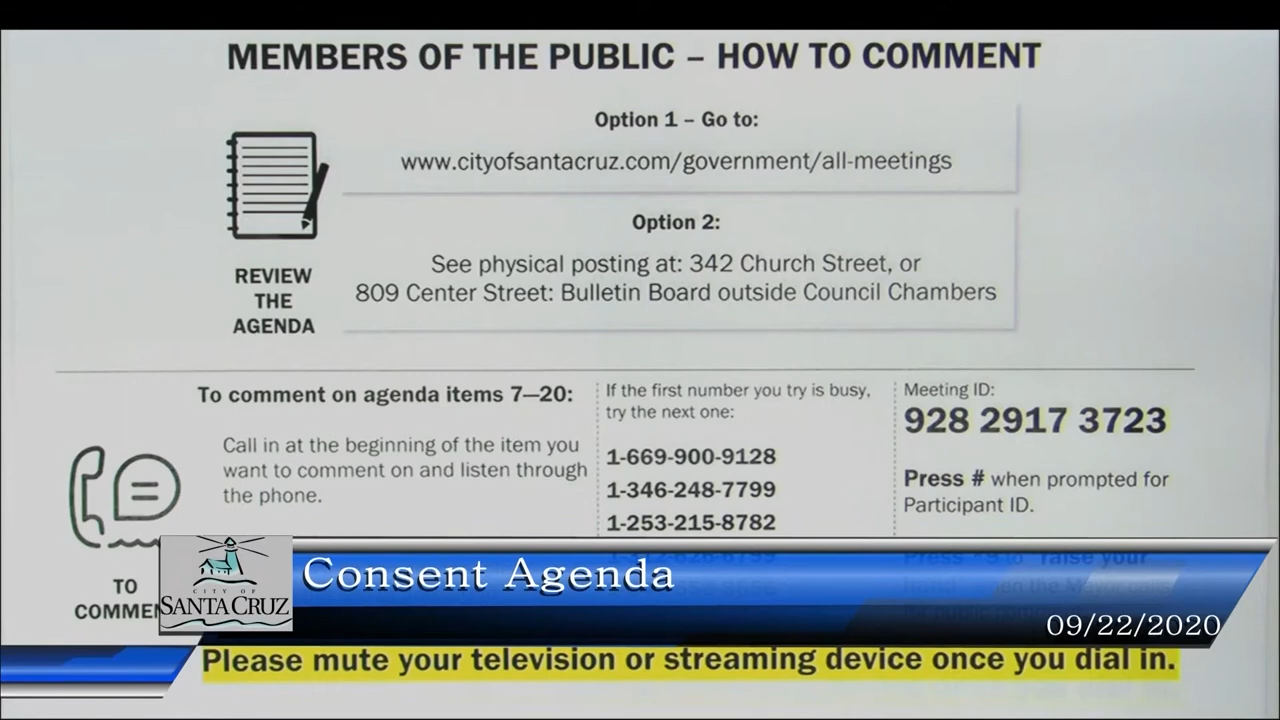 MEMBERS OF THE PUBLIC – HOW TO COMMENT
Option 1 – Go to:
www.cityofsantacruz.com/government/all-meetings
Option 2:
See physical posting at: 342 Church Street, or
809 Center Street: Bulletin Board outside Council Chambers
REVIEW
THE
AGENDA
To comment on agenda items 7—20:
Call in at the beginning of the item you
want to comment on and listen through
the phone.
If the first number you try is busy,
try the next one:
1-669-900-9128
1-346-248-7799
1-253-215-8782
Meeting ID:
928 2917 3723
Press # when prompted for
Participant ID.
TO
COMMEN
CITY OF
SANTA CRUZ
Consent Agenda
09/22/2020
Please mute your television or streaming device once you dial in.